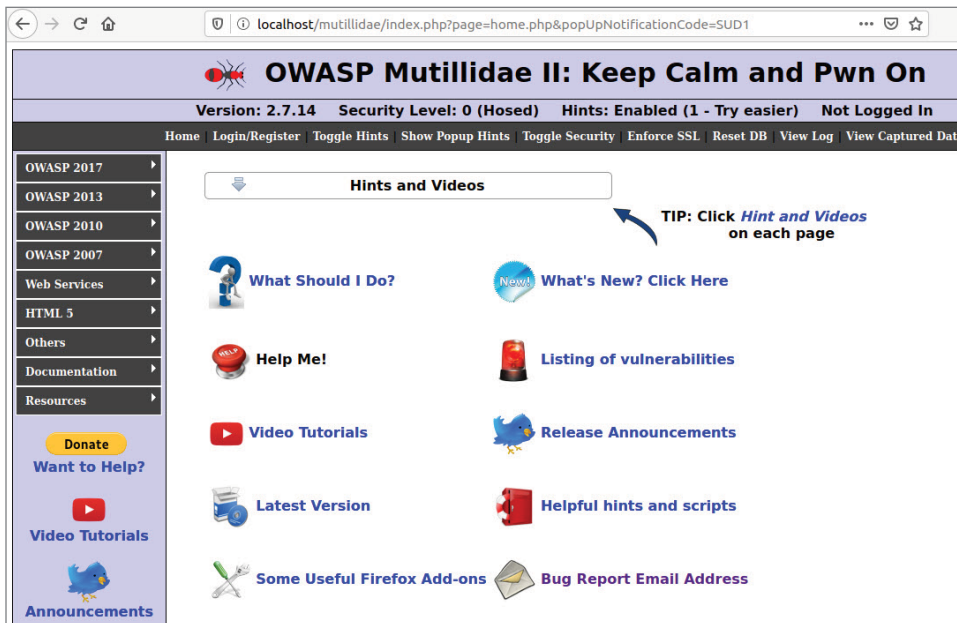 localhost/mutillidae/index.php?page=home.php&popUpNotificationCode=SUD1
OWASP Mutillidae II: Keep Calm and Pwn On
Version: 2.7.14 Security Level: 0 (Hosed) Hints: Enabled (1 - Try easier) Not Logged In
Home | Login/Register | Toggle Hints | Show Popup Hints | Toggle Security | Enforce SSL | Reset DB | View Log | View Captured Dat
OWASP 2017
OWASP 2013
OWASP 2010
OWASP 2007
Web Services
HTML 5
Others
Documentation
Resources
Donate
Want to Help?
Video Tutorials
Announcements
Hints and Videos
TIP: Click Hint and Videos
on each page
What Should I Do?
New!
What's New? Click Here
HELP
Help Me!
Listing of vulnerabilities
Video Tutorials
Release Announcements
Latest Version
Helpful hints and scripts
Some Useful Firefox Add-ons
Bug Report Email Address